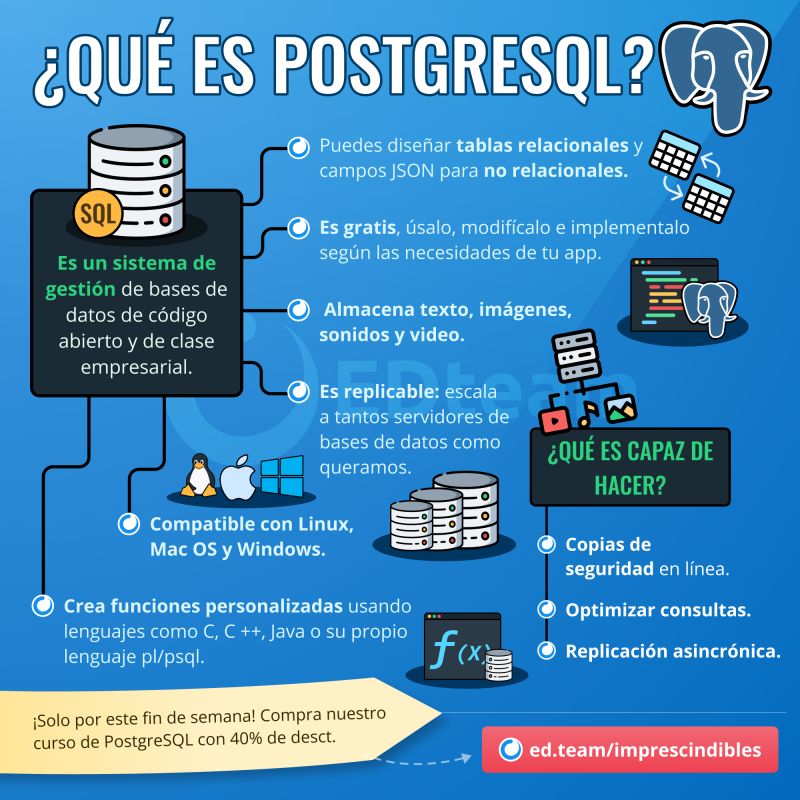 ¿QUÉ ES POSTGRESQL?
SQL
Es un sistema de
gestión de bases de
datos de código
abierto y de clase
empresarial.
Puedes diseñar tablas relacionales y
campos JSON para no relacionales.
Es gratis, úsalo, modifícalo e implementalo
según las necesidades de tu app.
Almacena texto, imágenes,
sonidos y video.
Es replicable: escala
a tantos servidores de
bases de datos como
queramos.
EDteam
Compatible con Linux,
Mac OS y Windows.
Crea funciones personalizadas usando
lenguajes como C, C ++, Java o su propio
lenguaje pl/psql.
f(x)
¿QUÉ ES CAPAZ DE
HACER?
Copias de
seguridad en línea.
Optimizar consultas.
Replicación asincrónica.
¡Solo por este fin de semana! Compra nuestro
curso de PostgreSQL con 40% de desct.
ed.team/imprescindibles